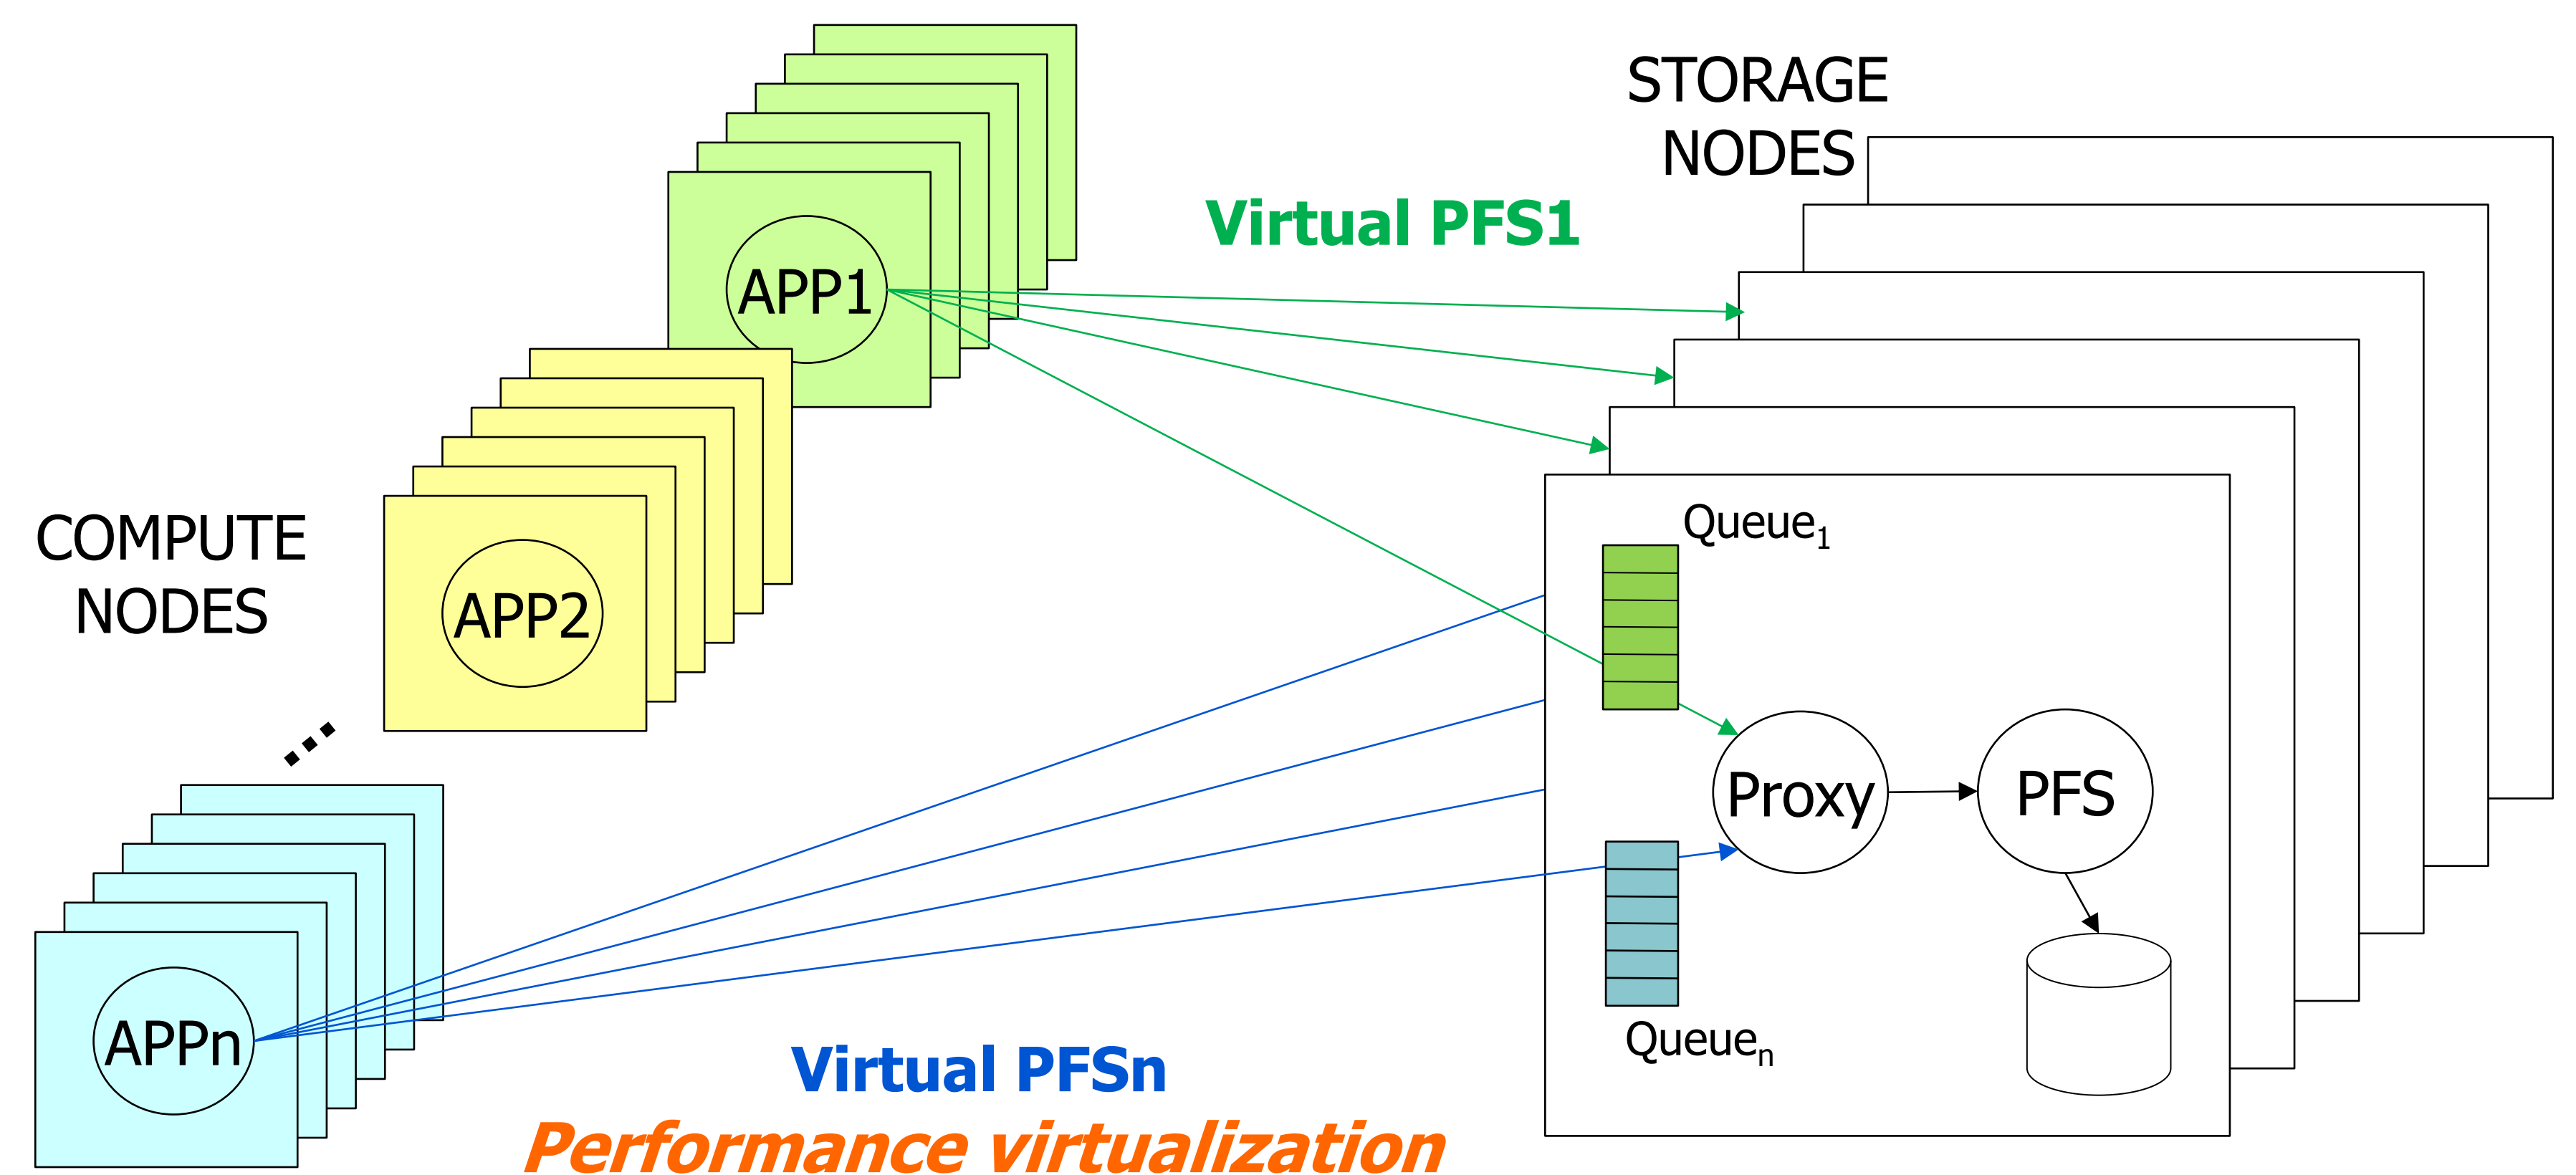 STORAGE
NODES
Virtual PFS1
APP1
Queue₁
COMPUTE
NODES
APP2
Proxy
PFS
APPn
Queueₙ
Virtual PFSn
Performance virtualization